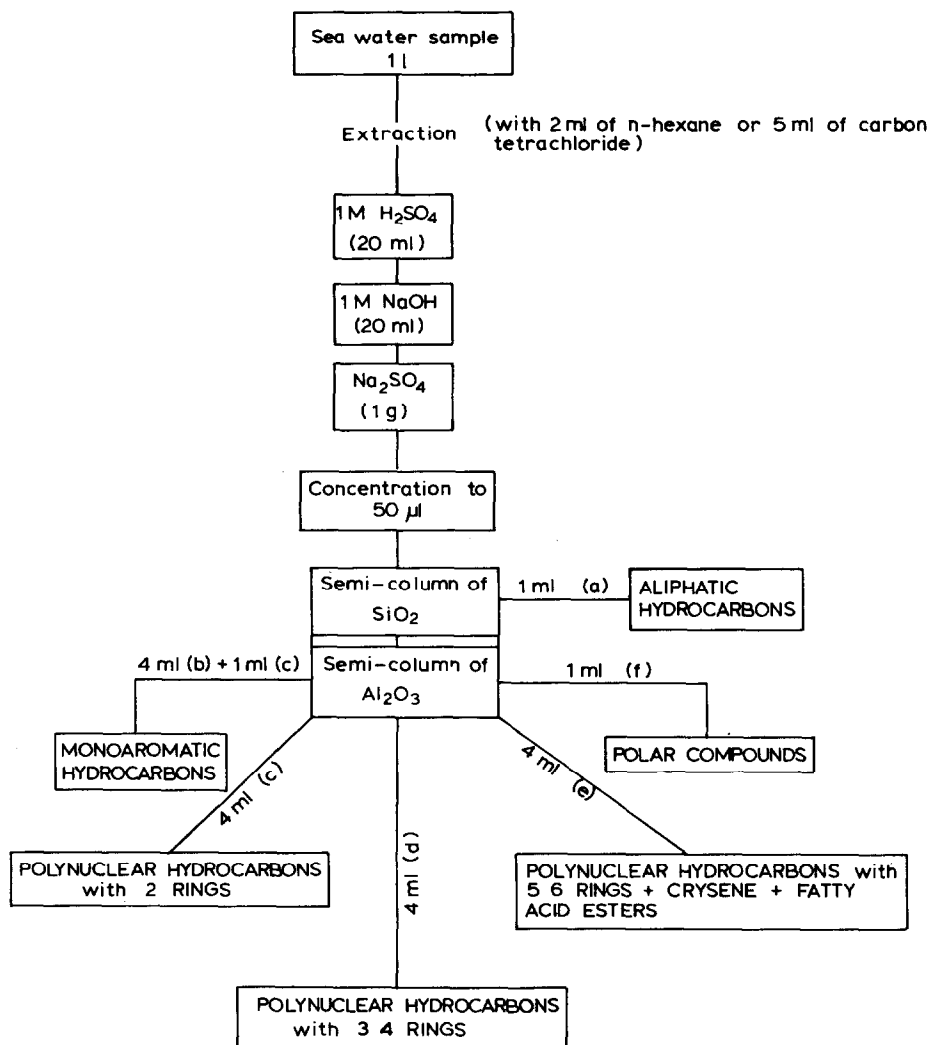 Sea water sample
1 l
Extraction
(with 2 ml of n-hexane or 5 ml of carbon
tetrachloride)
1 M H₂SO₄
(20 ml)
1 M NaOH
(20 ml)
Na₂SO₄
(1 g)
Concentration to
50 µl
Semi-column of
SiO₂
1 ml (a)
ALIPHATIC
HYDROCARBONS
Semi-column of
Al₂O₃
4 ml (b) + 1 ml (c)
MONOAROMATIC
HYDROCARBONS
1 ml (f)
POLAR COMPOUNDS
4 ml (c)
POLYNUCLEAR HYDROCARBONS
with 2 RINGS
4 ml (d)
POLYNUCLEAR HYDROCARBONS
with 3 4 RINGS
4 ml (e)
POLYNUCLEAR HYDROCARBONS with
5 6 RINGS + CRYSENE + FATTY
ACID ESTERS